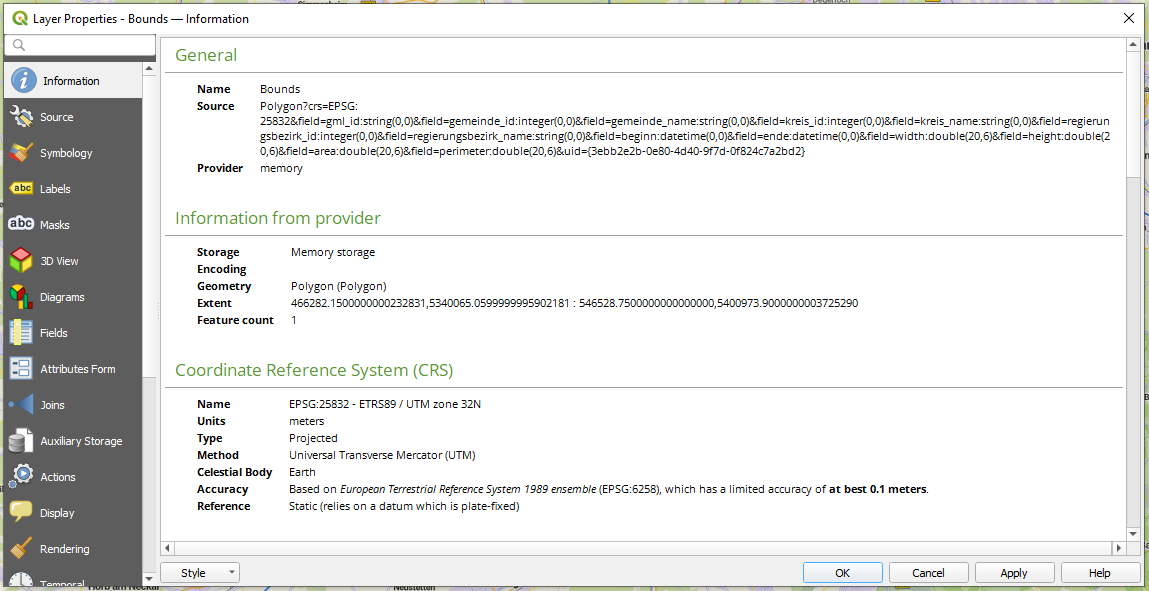 Layer Properties - Bounds — Information
Information
Source
Symbology
abc Labels
abc Masks
3D View
Diagrams
Fields
Attributes Form
Joins
Auxiliary Storage
Actions
Display
Rendering
Temporal
General
Name Bounds
Source Polygon?crs=EPSG:
25832&field=gml_id:string(0,0)&field=gemeinde_id:integer(0,0)&field=gemeinde_name:string(0,0)&field=kreis_id:integer(0,0)&field=kreis_name:string(0,0)&field=regierun
gsbezirk_id:integer(0,0)&field=regierungsbezirk_name:string(0,0)&field=beginn:datetime(0,0)&field=ende:datetime(0,0)&field=width:double(20,6)&field=height:double(2
0,6)&field=area:double(20,6)&field=perimeter:double(20,6)&uid={3ebb2e2b-0e80-4d40-9f7d-0f824c7a2bd2}
Provider memory
Information from provider
Storage Memory storage
Encoding
Geometry Polygon (Polygon)
Extent 466282.1500000000232831,5340065.0599999995902181 : 546528.7500000000000000,5400973.9000000003725290
Feature count 1
Coordinate Reference System (CRS)
Name EPSG:25832 - ETRS89 / UTM zone 32N
Units meters
Type Projected
Method Universal Transverse Mercator (UTM)
Celestial Body Earth
Accuracy Based on European Terrestrial Reference System 1989 ensemble (EPSG:6258), which has a limited accuracy of at best 0.1 meters.
Reference Static (relies on a datum which is plate-fixed)
Style
OK
Cancel
Apply
Help